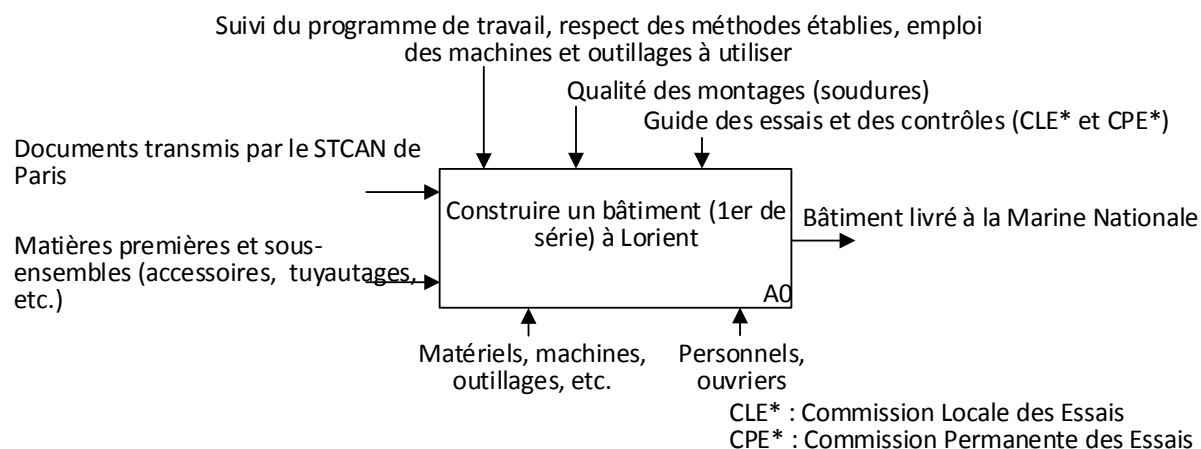 Suivi du programme de travail, respect des méthodes établies, emploi
des machines et outillages à utiliser
Qualité des montages (soudures)
Guide des essais et des contrôles (CLE* et CPE*)
Documents transmis par le STCAN de
Paris
Construire un bâtiment (1er de
série) à Lorient
A0
Bâtiment livré à la Marine Nationale
Matières premières et sous-
ensembles (accessoires, tuyautages,
etc.)
Matériels, machines,
outillages, etc.
Personnels,
ouvriers
CLE* : Commission Locale des Essais
CPE* : Commission Permanente des Essais